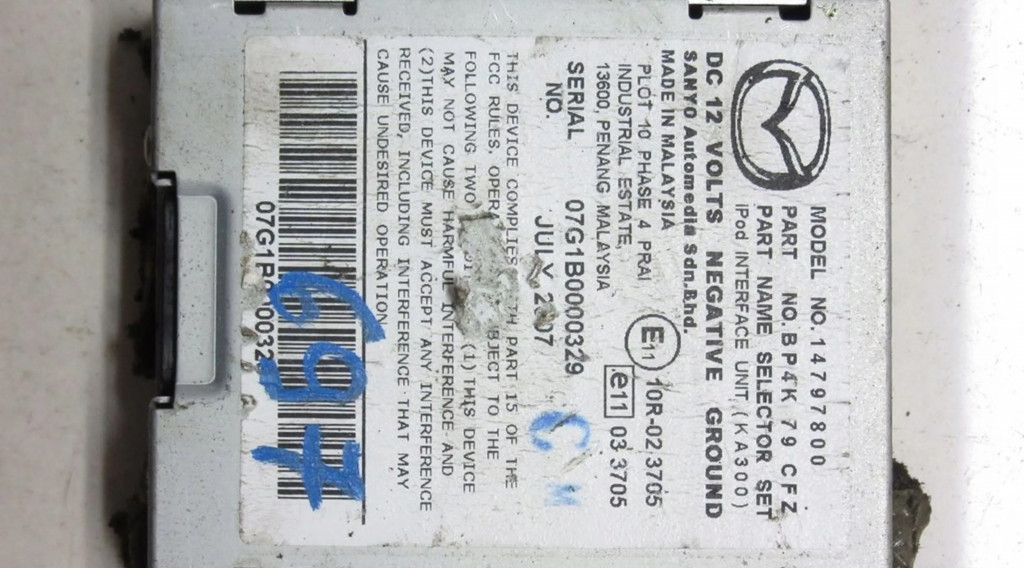 MODEL NO.14797800
PART NO.BP4K 79 CFZ
PART NAME SELECTOR SET
iPod INTERFACE UNIT (KA300)
DC 12 VOLTS NEGATIVE GROUND
SANYO Automedia Sdn.Bhd.
MADE IN MALAYSIA
PLOT 10 PHASE 4 PRAI
INDUSTRIAL ESTATE,
13600, PENANG MALAYSIA
E11 10R-02 3705
e11 03 3705
SERIAL NO. 07G1B00000329
JULY 2007
C M
THIS DEVICE COMPLIES PART 15 OF THE
FCC RULES, TO THE
FOLLOWING TWO (1) THIS DEVICE
MAY NOT CAUSE HARMFUL INTERFERENCE AND
(2) THIS DEVICE MUST ACCEPT ANY INTERFERENCE
RECEIVED, INCLUDING INTERFERENCE THAT MAY
CAUSE UNDESIRED OPERATION
697